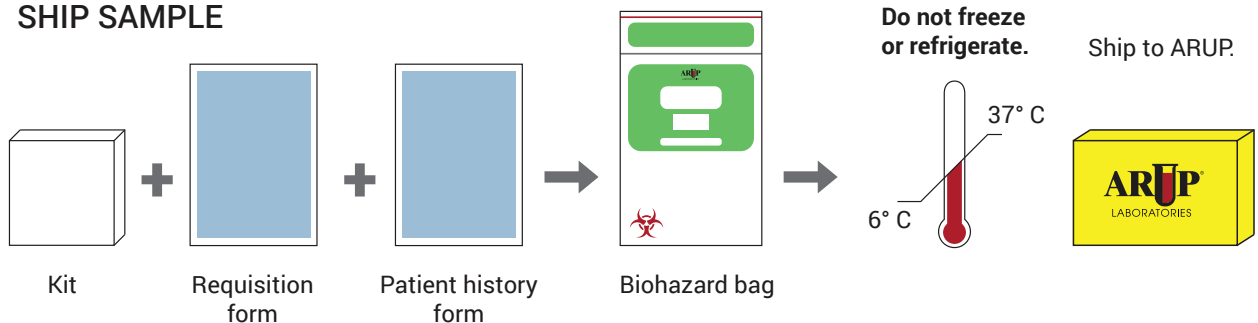 SHIP SAMPLE
Do not freeze
or refrigerate.
Ship to ARUP.
ARUP
37° C
6° C
ARUP®
LABORATORIES
Kit
Requisition
form
Patient history
form
Biohazard bag